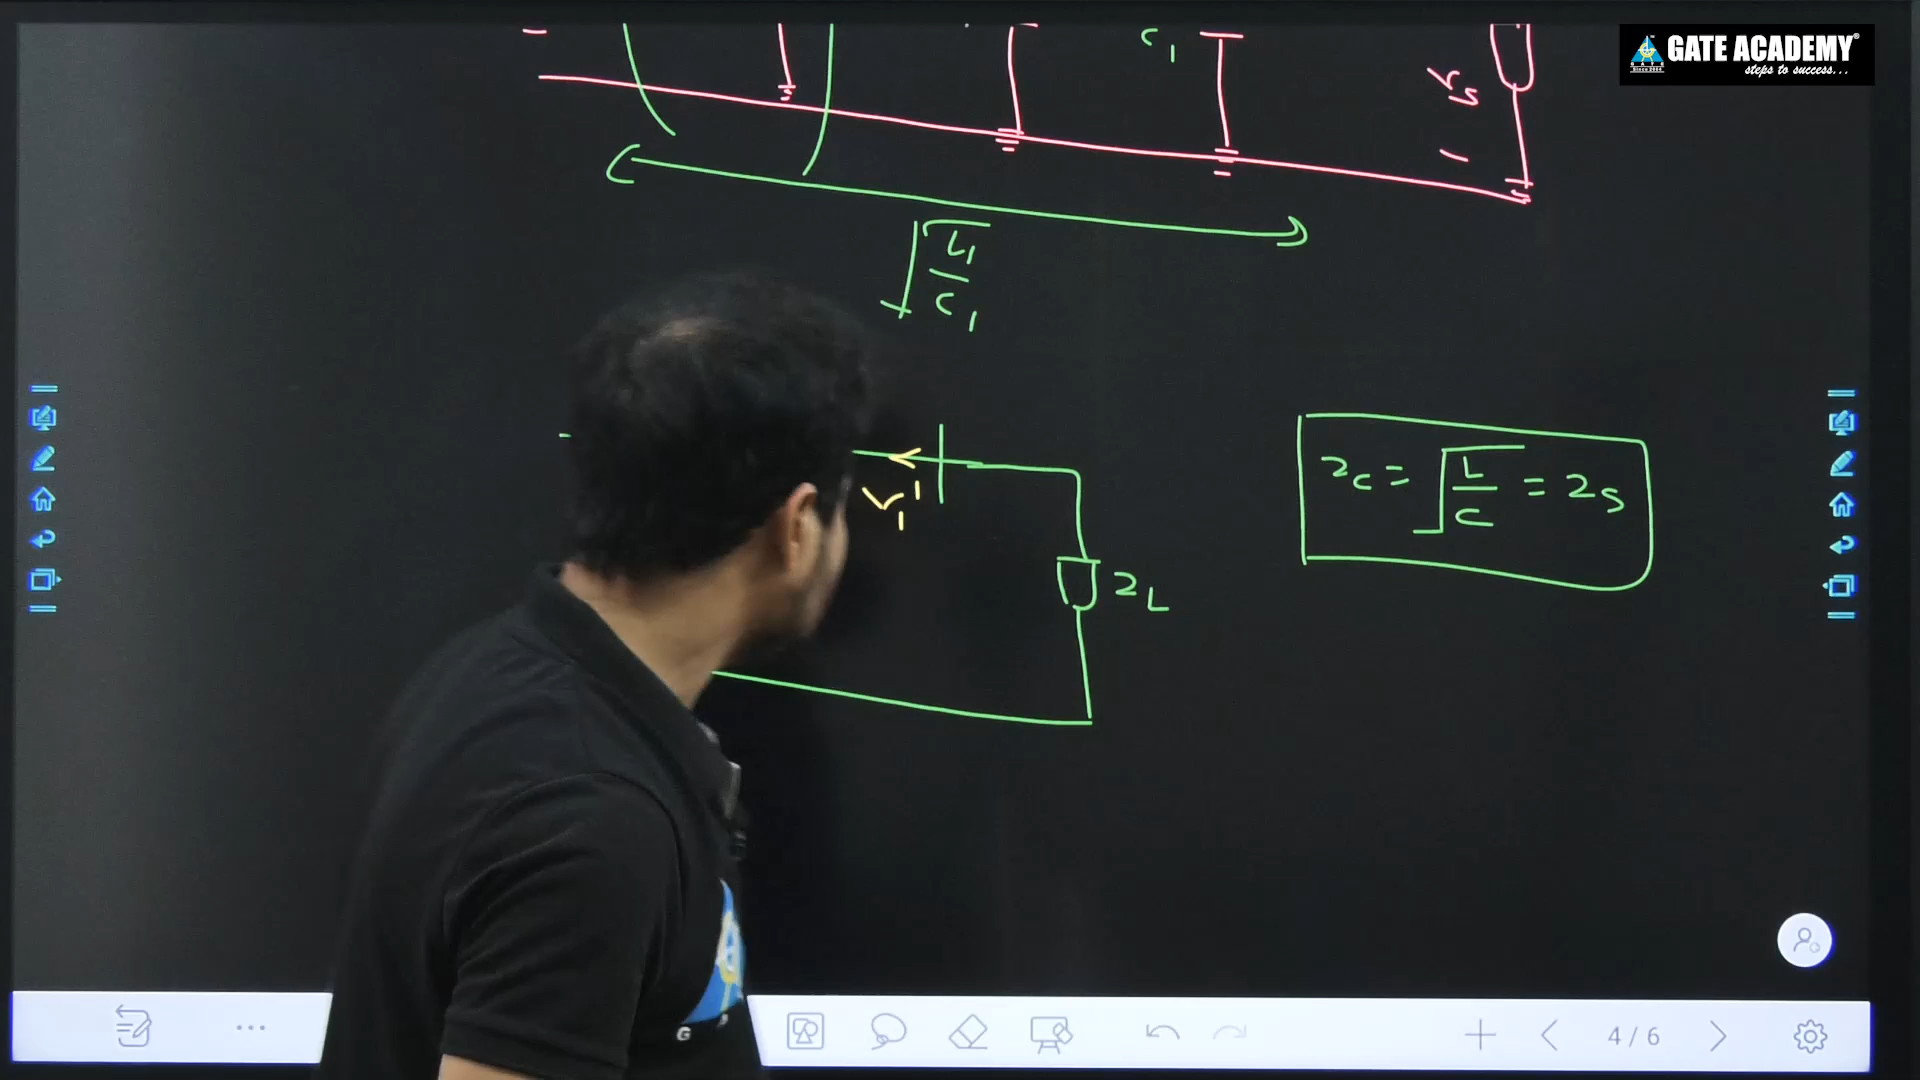 GATE ACADEMY
steps to success...
C1
Vs
√L1/C1
V1'
ZL
Zc = √L/C = Zs
4 / 6